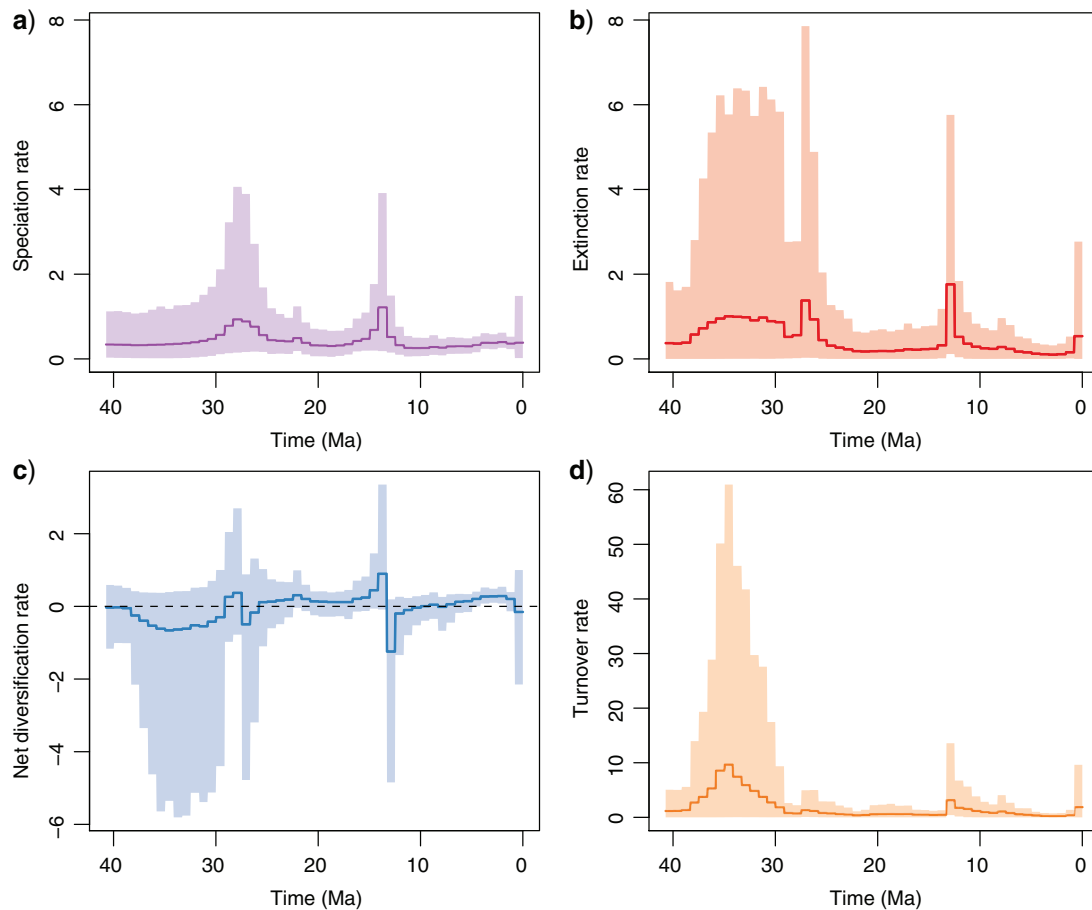 a)
Speciation rate
8
6
4
2
0
40 30 20 10 0
Time (Ma)
b)
Extinction rate
8
6
4
2
0
40 30 20 10 0
Time (Ma)
c)
Net diversification rate
2
0
−2
−4
−6
40 30 20 10 0
Time (Ma)
d)
Turnover rate
60
50
40
30
20
10
0
40 30 20 10 0
Time (Ma)